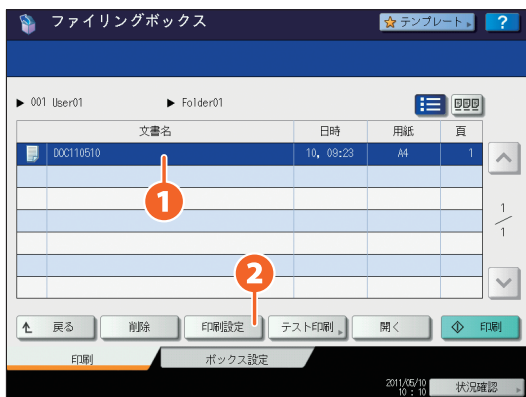 ファイリングボックス
テンプレート
?
001 User01
Folder01
文書名 日時 用紙 頁
DOC110510 10, 09:23 A4 1
1
1
1
2
戻る 削除 印刷設定 テスト印刷 開く 印刷
印刷 ボックス設定
2011/05/10
10 : 10
状況確認